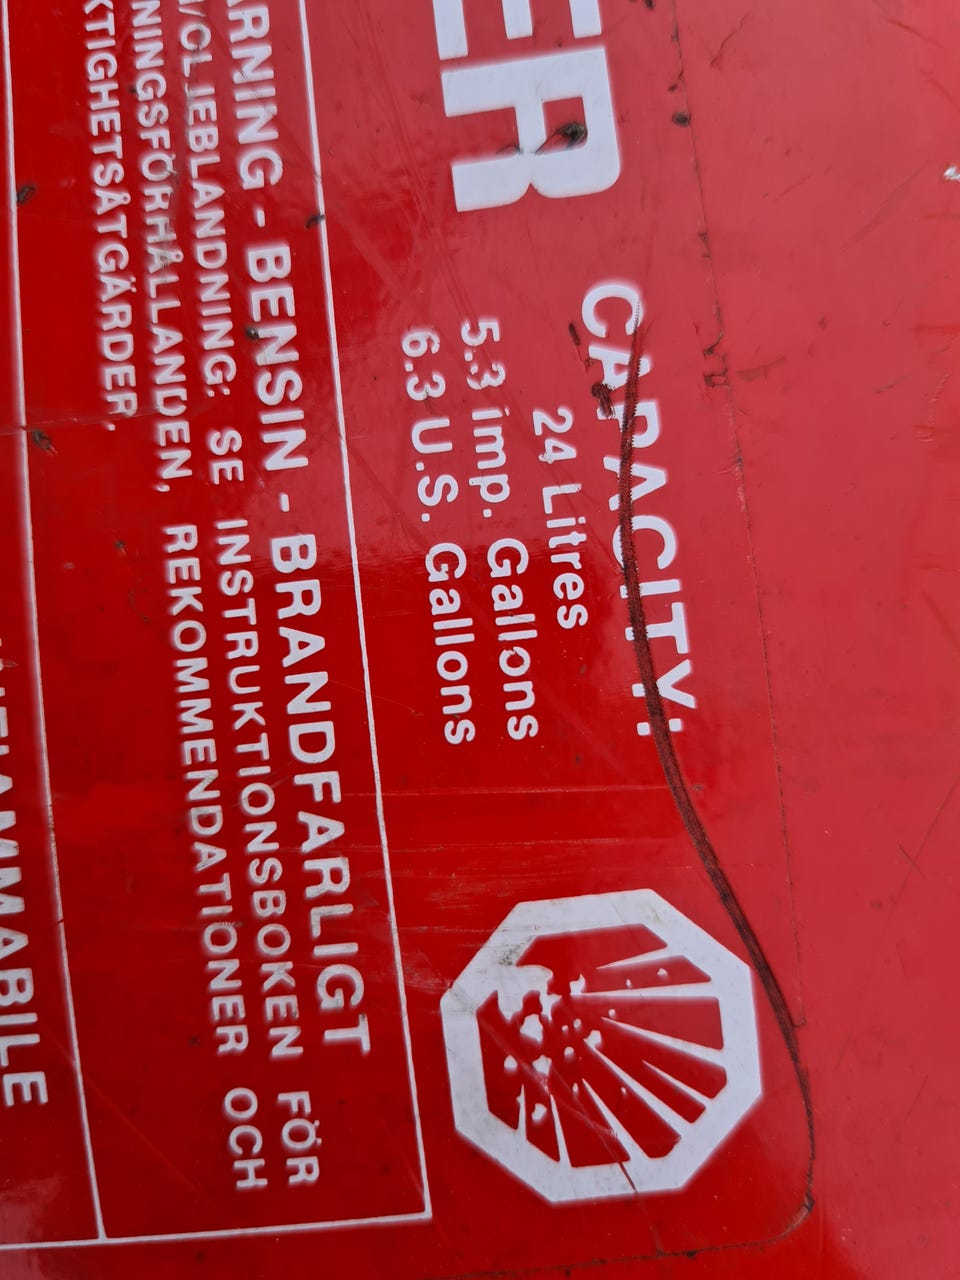 ER
CAPACITY:
24 Litres
5.3 imp. Gallons
6.3 U.S. Gallons
ARNING - BENSIN - BRANDFARLIGT
JEBLANDNING: SE INSTRUKTIONSBOKEN FÖR
NINGSFÖRHÅLLANDEN, REKOMMENDATIONER OCH
KTIGHETSÅTGÄRDER.
AMMABILE